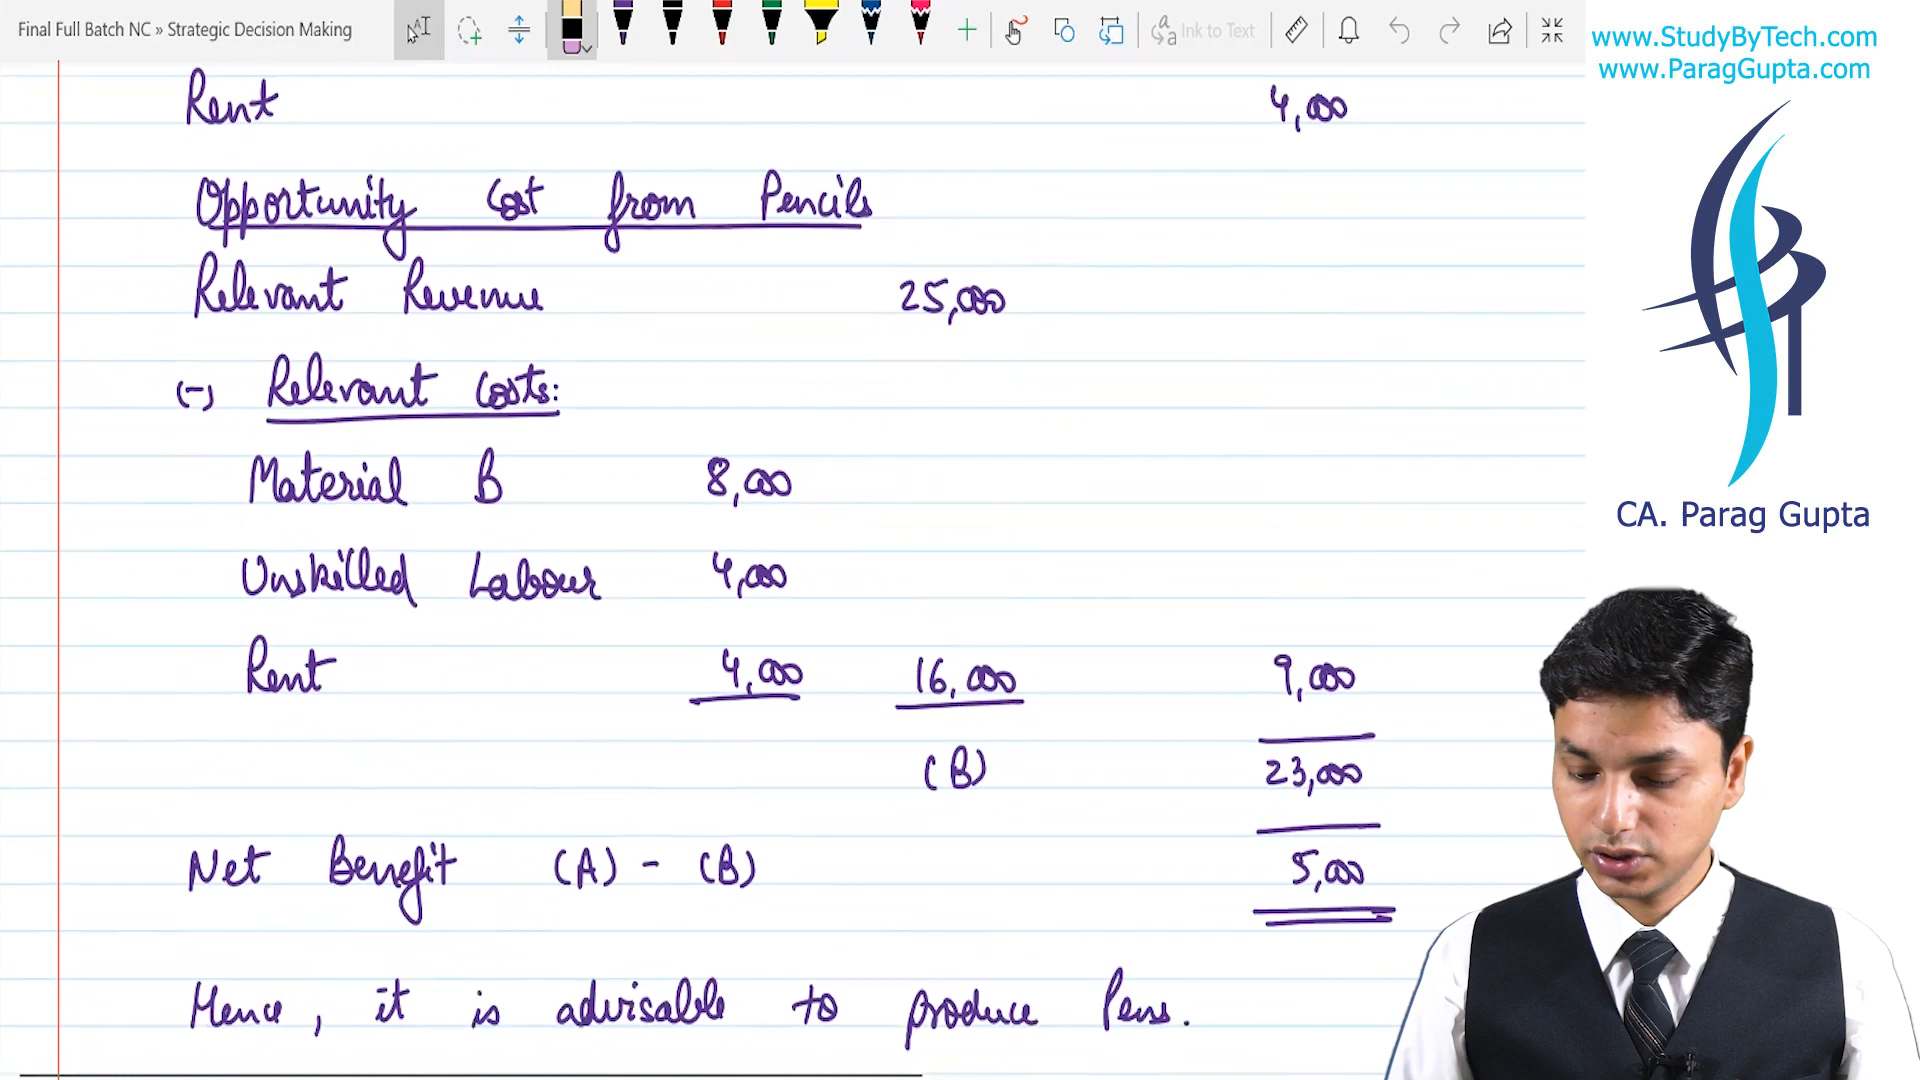 Final Full Batch NC » Strategic Decision Making
Ink to Text
www.StudyByTech.com
www.ParagGupta.com
Rent 4,000
Opportunity Cost from Pencils
Relevant Revenue 25,000
(-) Relevant Costs:
Material B 8,000
CA. Parag Gupta
Unskilled Labour 4,000
Rent 4,000 16,000 9,000
(B) 23,000
Net Benefit (A) - (B) 5,000
Hence, it is advisable to produce Pens.